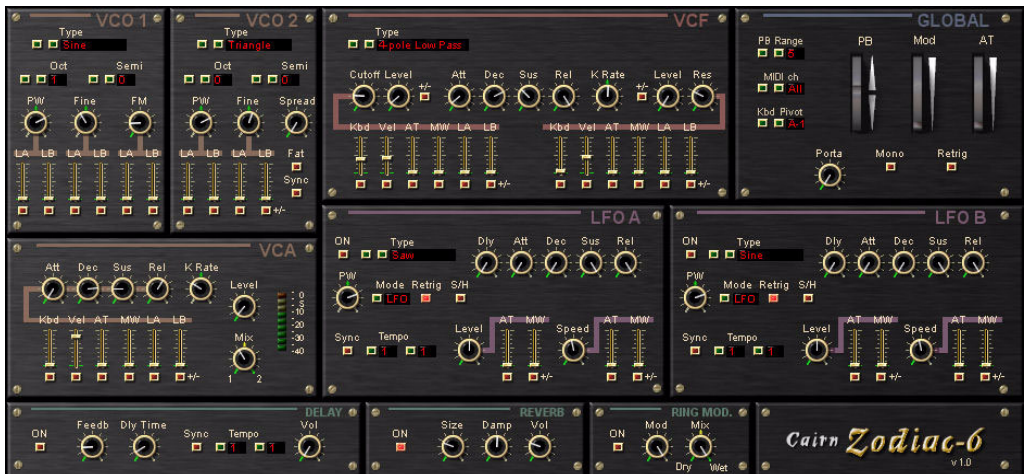 VCO 1
Type
Sine
Oct Semi
1 0
PW Fine FM
LA LB LA LB LA LB
VCO 2
Type
Triangle
Oct Semi
0 0
PW Fine Spread
LA LB LA LB
Fat
Sync
+/-
VCF
Type
4-pole Low Pass
Cutoff Level +/- Att Dec Sus Rel K Rate +/- Level Res
Kbd Vel AT MW LA LB
+/-
Kbd Vel AT MW LA LB
+/-
GLOBAL
PB Range
MIDI ch
All
Kbd Pivot
A-1
PB Mod AT
Porta Mono Retrig
VCA
Att Dec Sus Rel K Rate
Level
Kbd Vel AT MW LA LB
+/-
0
-5
-10
-20
-30
-40
Mix
1 2
LFO A
ON Type
Saw
Dly Att Dec Sus Rel
PW
Mode Retrig S/H
LFO
Sync Tempo
1 1
Level AT MW
+/-
Speed AT MW
+/-
LFO B
ON Type
Sine
Dly Att Dec Sus Rel
PW
Mode Retrig S/H
LFO
Sync Tempo
1 1
Level AT MW
+/-
Speed AT MW
+/-
DELAY
ON Feedb Dly Time Sync Tempo Vol
1 1
REVERB
ON Size Damp Vol
RING MOD.
ON Mod Mix
Dry Wet
Cairn Zodiac-6
v 1.0